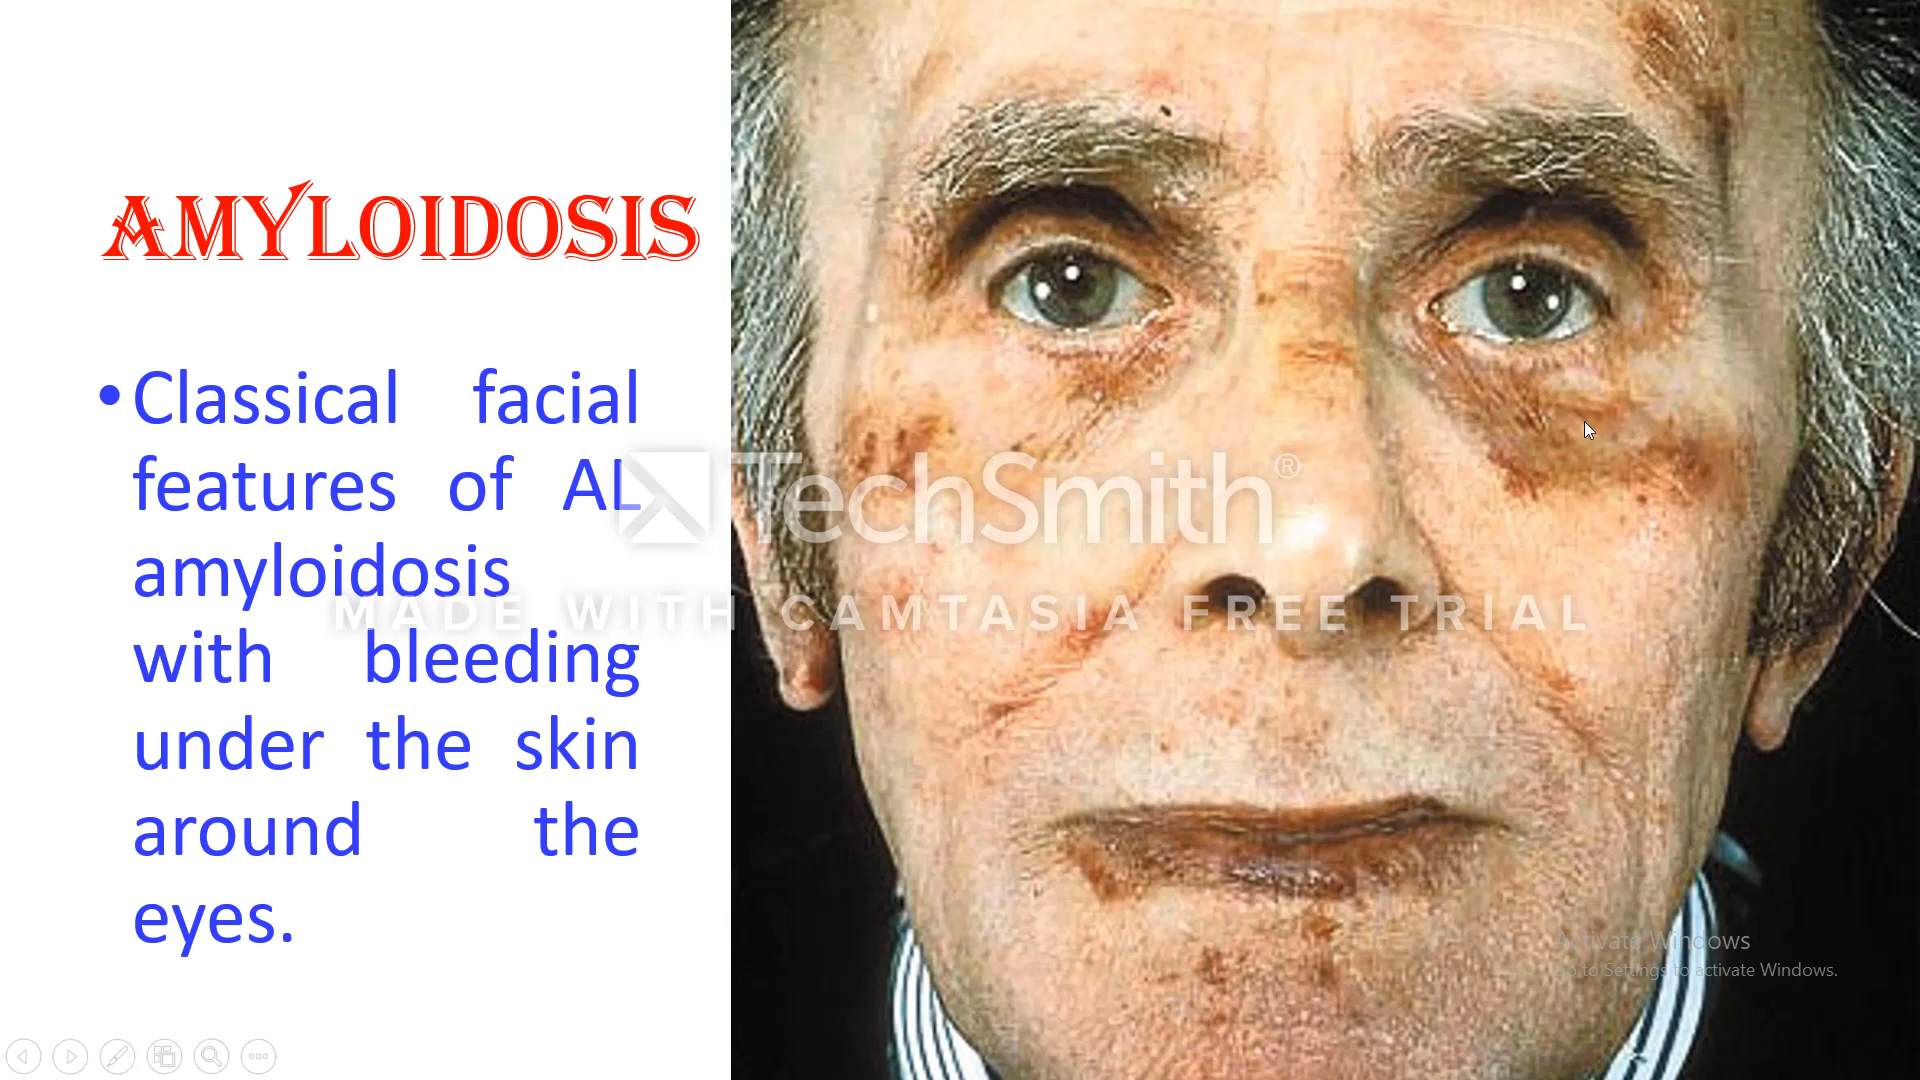 AMYLOIDOSIS
• Classical facial
features of AL
amyloidosis
with bleeding
under the skin
around the
eyes.
TechSmith®
MADE WITH CAMTASIA FREE TRIAL
Activate Windows
Go to Settings to activate Windows.